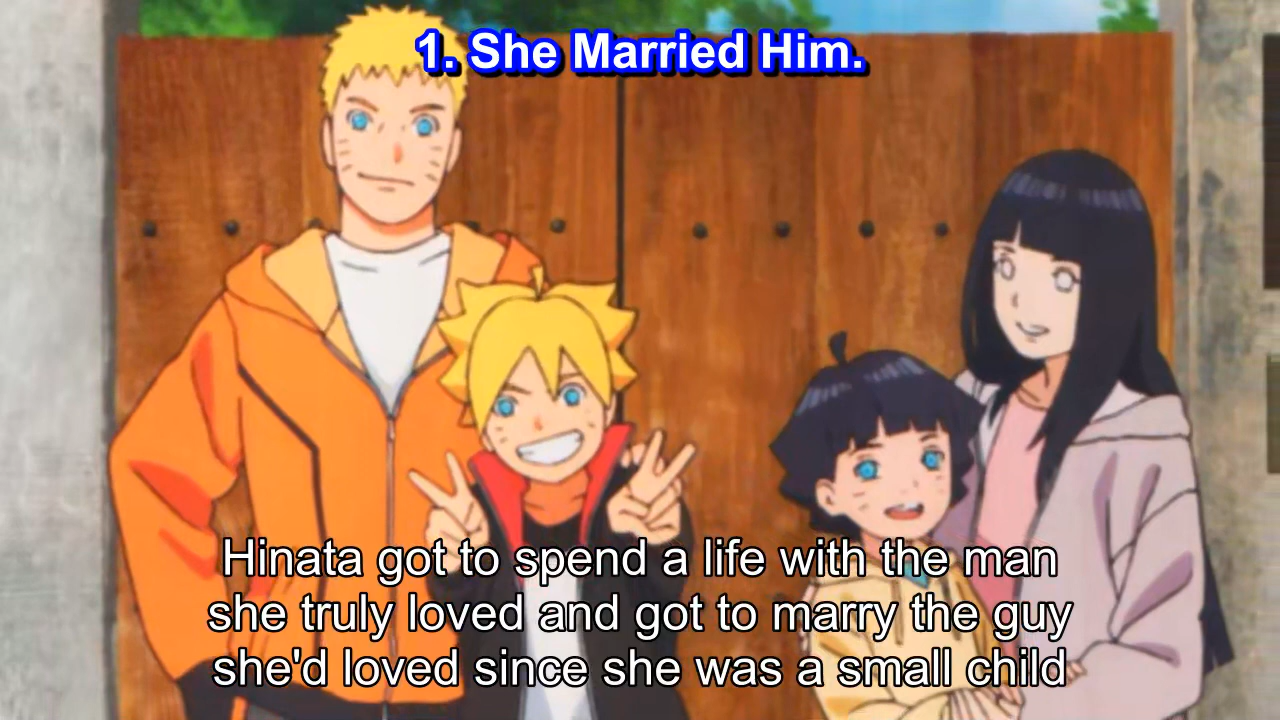 1. She Married Him.
Hinata got to spend a life with the man
she truly loved and got to marry the guy
she'd loved since she was a small child